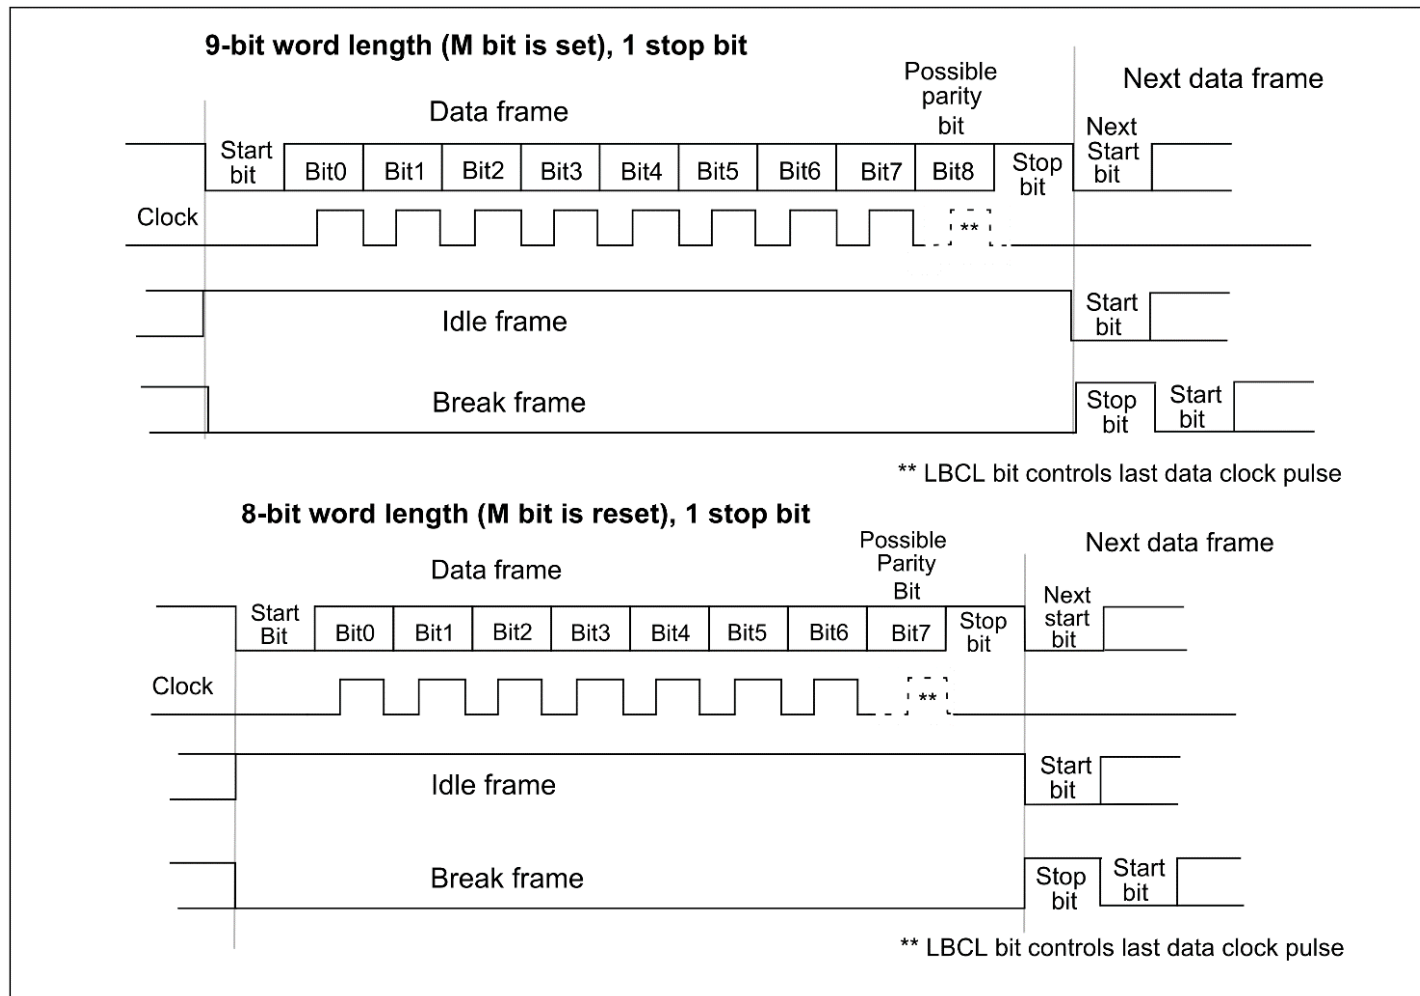 9-bit word length (M bit is set), 1 stop bit
Possible
parity
bit
Next data frame
Data frame
Start
bit
Bit0
Bit1
Bit2
Bit3
Bit4
Bit5
Bit6
Bit7
Bit8
Stop
bit
Next
Start
bit
Clock
**
Idle frame
Start
bit
Break frame
Stop
bit
Start
bit
** LBCL bit controls last data clock pulse
8-bit word length (M bit is reset), 1 stop bit
Possible
Parity
Bit
Next data frame
Data frame
Start
Bit
Bit0
Bit1
Bit2
Bit3
Bit4
Bit5
Bit6
Bit7
Stop
bit
Next
start
bit
Clock
**
Idle frame
Start
bit
Break frame
Stop
bit
Start
bit
** LBCL bit controls last data clock pulse